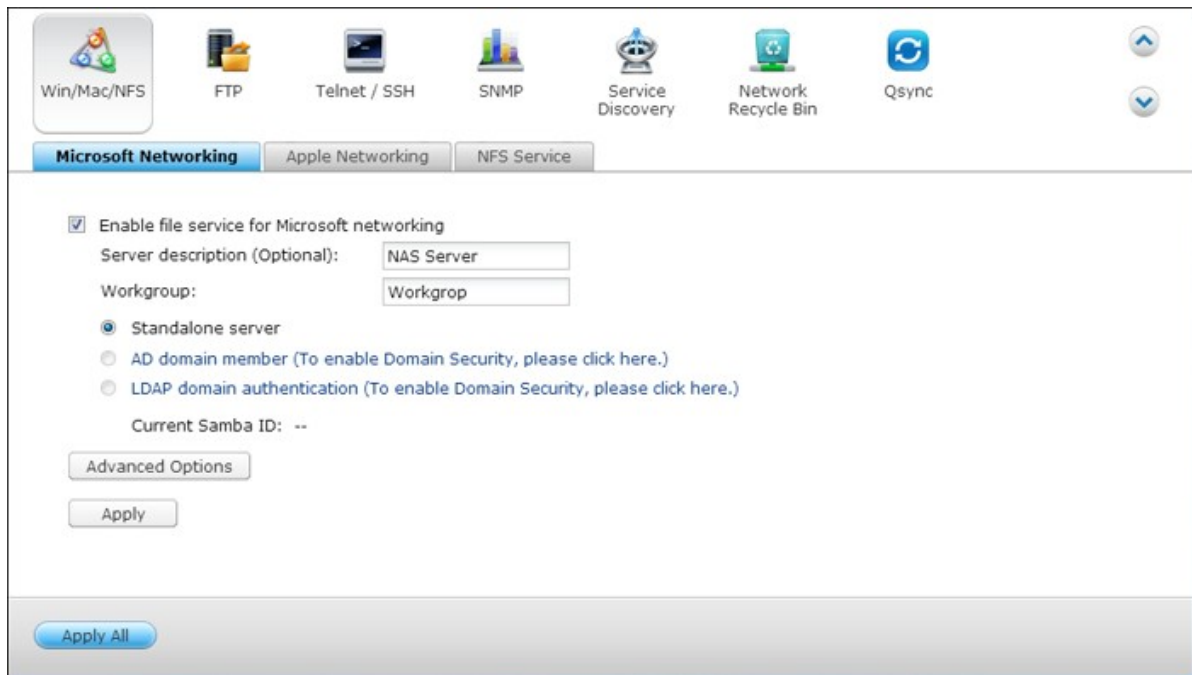 Win/Mac/NFS
FTP
Telnet / SSH
SNMP
Service
Discovery
Network
Recycle Bin
Qsync
Microsoft Networking
Apple Networking
NFS Service
Enable file service for Microsoft networking
Server description (Optional): NAS Server
Workgroup: Workgrop
Standalone server
AD domain member (To enable Domain Security, please click here.)
LDAP domain authentication (To enable Domain Security, please click here.)
Current Samba ID: --
Advanced Options
Apply
Apply All